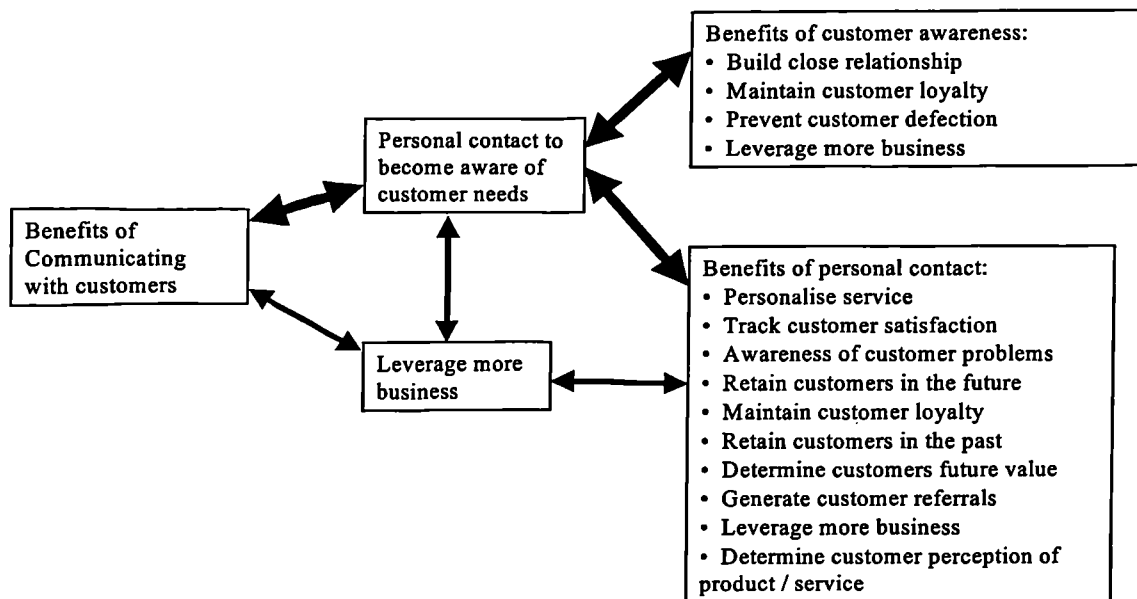 Benefits of customer awareness:
• Build close relationship
• Maintain customer loyalty
• Prevent customer defection
• Leverage more business
Personal contact to
become aware of
customer needs
Benefits of
Communicating
with customers
Leverage more
business
Benefits of personal contact:
• Personalise service
• Track customer satisfaction
• Awareness of customer problems
• Retain customers in the future
• Maintain customer loyalty
• Retain customers in the past
• Determine customers future value
• Generate customer referrals
• Leverage more business
• Determine customer perception of
product / service